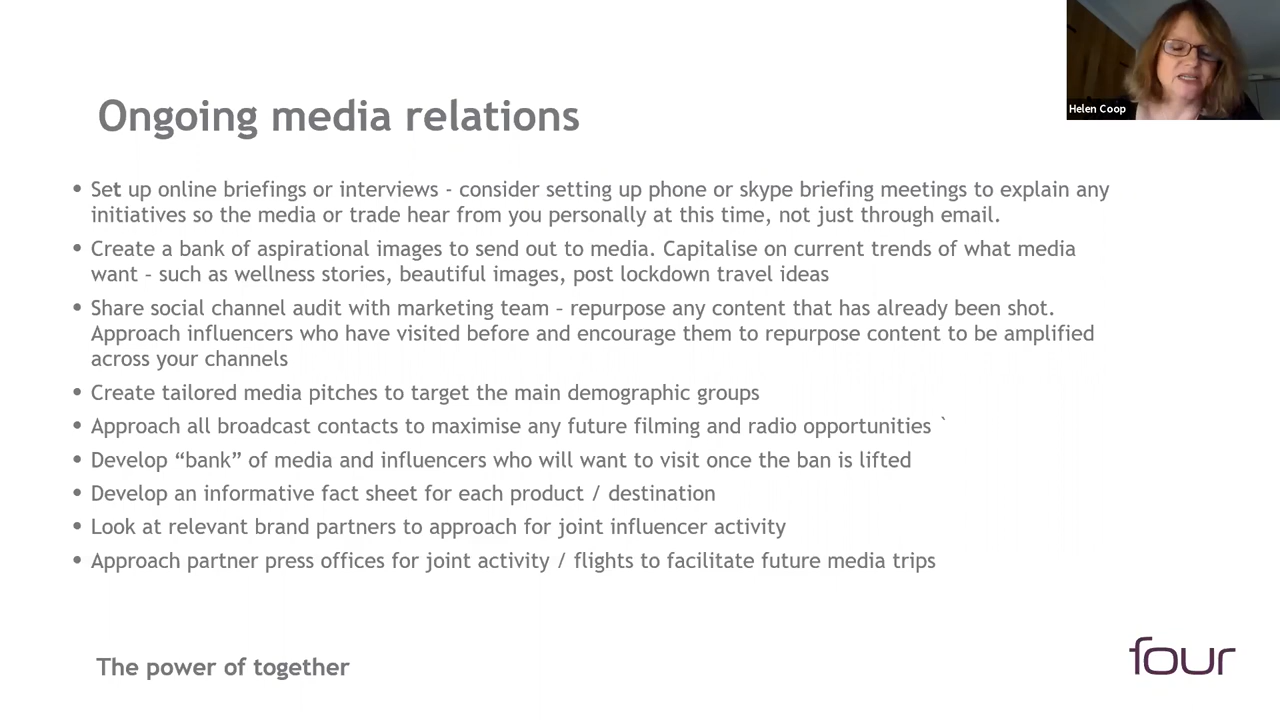 Helen Coop
Ongoing media relations
• Set up online briefings or interviews - consider setting up phone or skype briefing meetings to explain any
initiatives so the media or trade hear from you personally at this time, not just through email.
• Create a bank of aspirational images to send out to media. Capitalise on current trends of what media
want – such as wellness stories, beautiful images, post lockdown travel ideas
• Share social channel audit with marketing team – repurpose any content that has already been shot.
Approach influencers who have visited before and encourage them to repurpose content to be amplified
across your channels
• Create tailored media pitches to target the main demographic groups
• Approach all broadcast contacts to maximise any future filming and radio opportunities `
• Develop “bank” of media and influencers who will want to visit once the ban is lifted
• Develop an informative fact sheet for each product / destination
• Look at relevant brand partners to approach for joint influencer activity
• Approach partner press offices for joint activity / flights to facilitate future media trips
The power of together
four